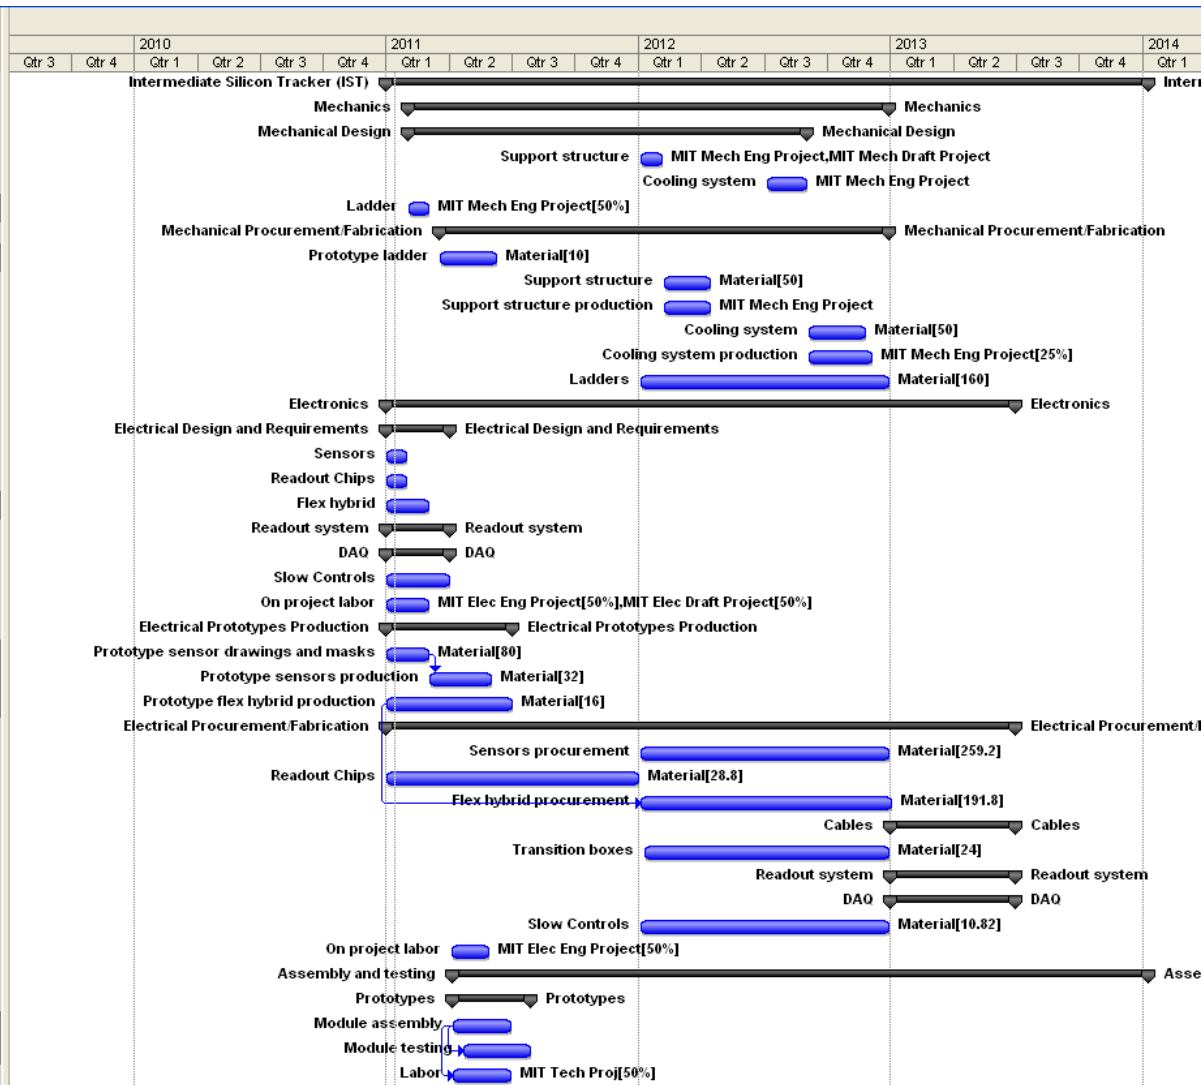 2010 2011 2012 2013 2014
Qtr 3 Qtr 4 Qtr 1 Qtr 2 Qtr 3 Qtr 4 Qtr 1 Qtr 2 Qtr 3 Qtr 4 Qtr 1 Qtr 2 Qtr 3 Qtr 4 Qtr 1 Qtr 2 Qtr 3 Qtr 4 Qtr 1
Intermediate Silicon Tracker (IST) Inter
Mechanics Mechanics
Mechanical Design Mechanical Design
Support structure MIT Mech Eng Project,MIT Mech Draft Project
Cooling system MIT Mech Eng Project
Ladder MIT Mech Eng Project[50%]
Mechanical Procurement/Fabrication Mechanical Procurement/Fabrication
Prototype ladder Material[10]
Support structure Material[50]
Support structure production MIT Mech Eng Project
Cooling system Material[50]
Cooling system production MIT Mech Eng Project[25%]
Ladders Material[160]
Electronics Electronics
Electrical Design and Requirements Electrical Design and Requirements
Sensors
Readout Chips
Flex hybrid
Readout system Readout system
DAQ DAQ
Slow Controls
On project labor MIT Elec Eng Project[50%],MIT Elec Draft Project[50%]
Electrical Prototypes Production Electrical Prototypes Production
Prototype sensor drawings and masks Material[80]
Prototype sensors production Material[32]
Prototype flex hybrid production Material[16]
Electrical Procurement/Fabrication Electrical Procurement/
Sensors procurement Material[259.2]
Readout Chips Material[28.8]
Flex hybrid procurement Material[191.8]
Cables Cables
Transition boxes Material[24]
Readout system Readout system
DAQ DAQ
Slow Controls Material[10.82]
On project labor MIT Elec Eng Project[50%]
Assembly and testing Asse
Prototypes Prototypes
Module assembly
Module testing
Labor MIT Tech Proj[50%]